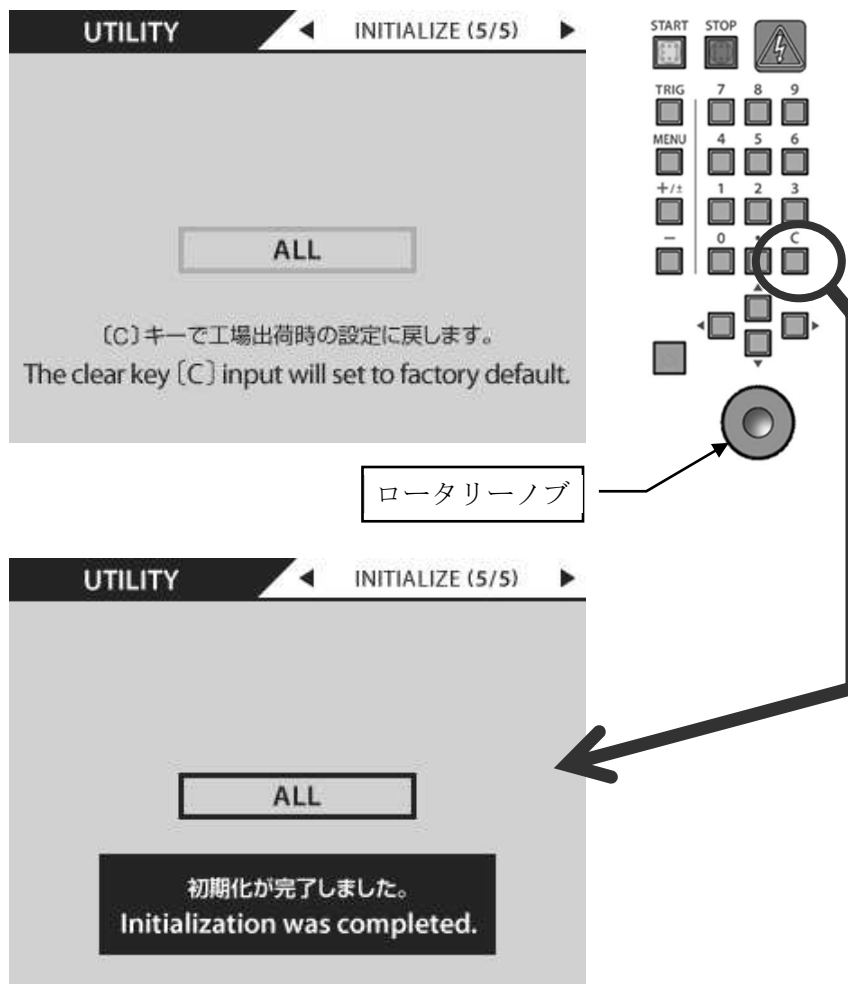 UTILITY ◀ INITIALIZE (5/5) ▶
ALL
〔C〕キーで工場出荷時の設定に戻します。
The clear key〔C〕input will set to factory default.
START STOP
TRIG 7 8 9
MENU 4 5 6
+/± 1 2 3
− 0 • C
ロータリーノブ
UTILITY ◀ INITIALIZE (5/5) ▶
ALL
初期化が完了しました。
Initialization was completed.